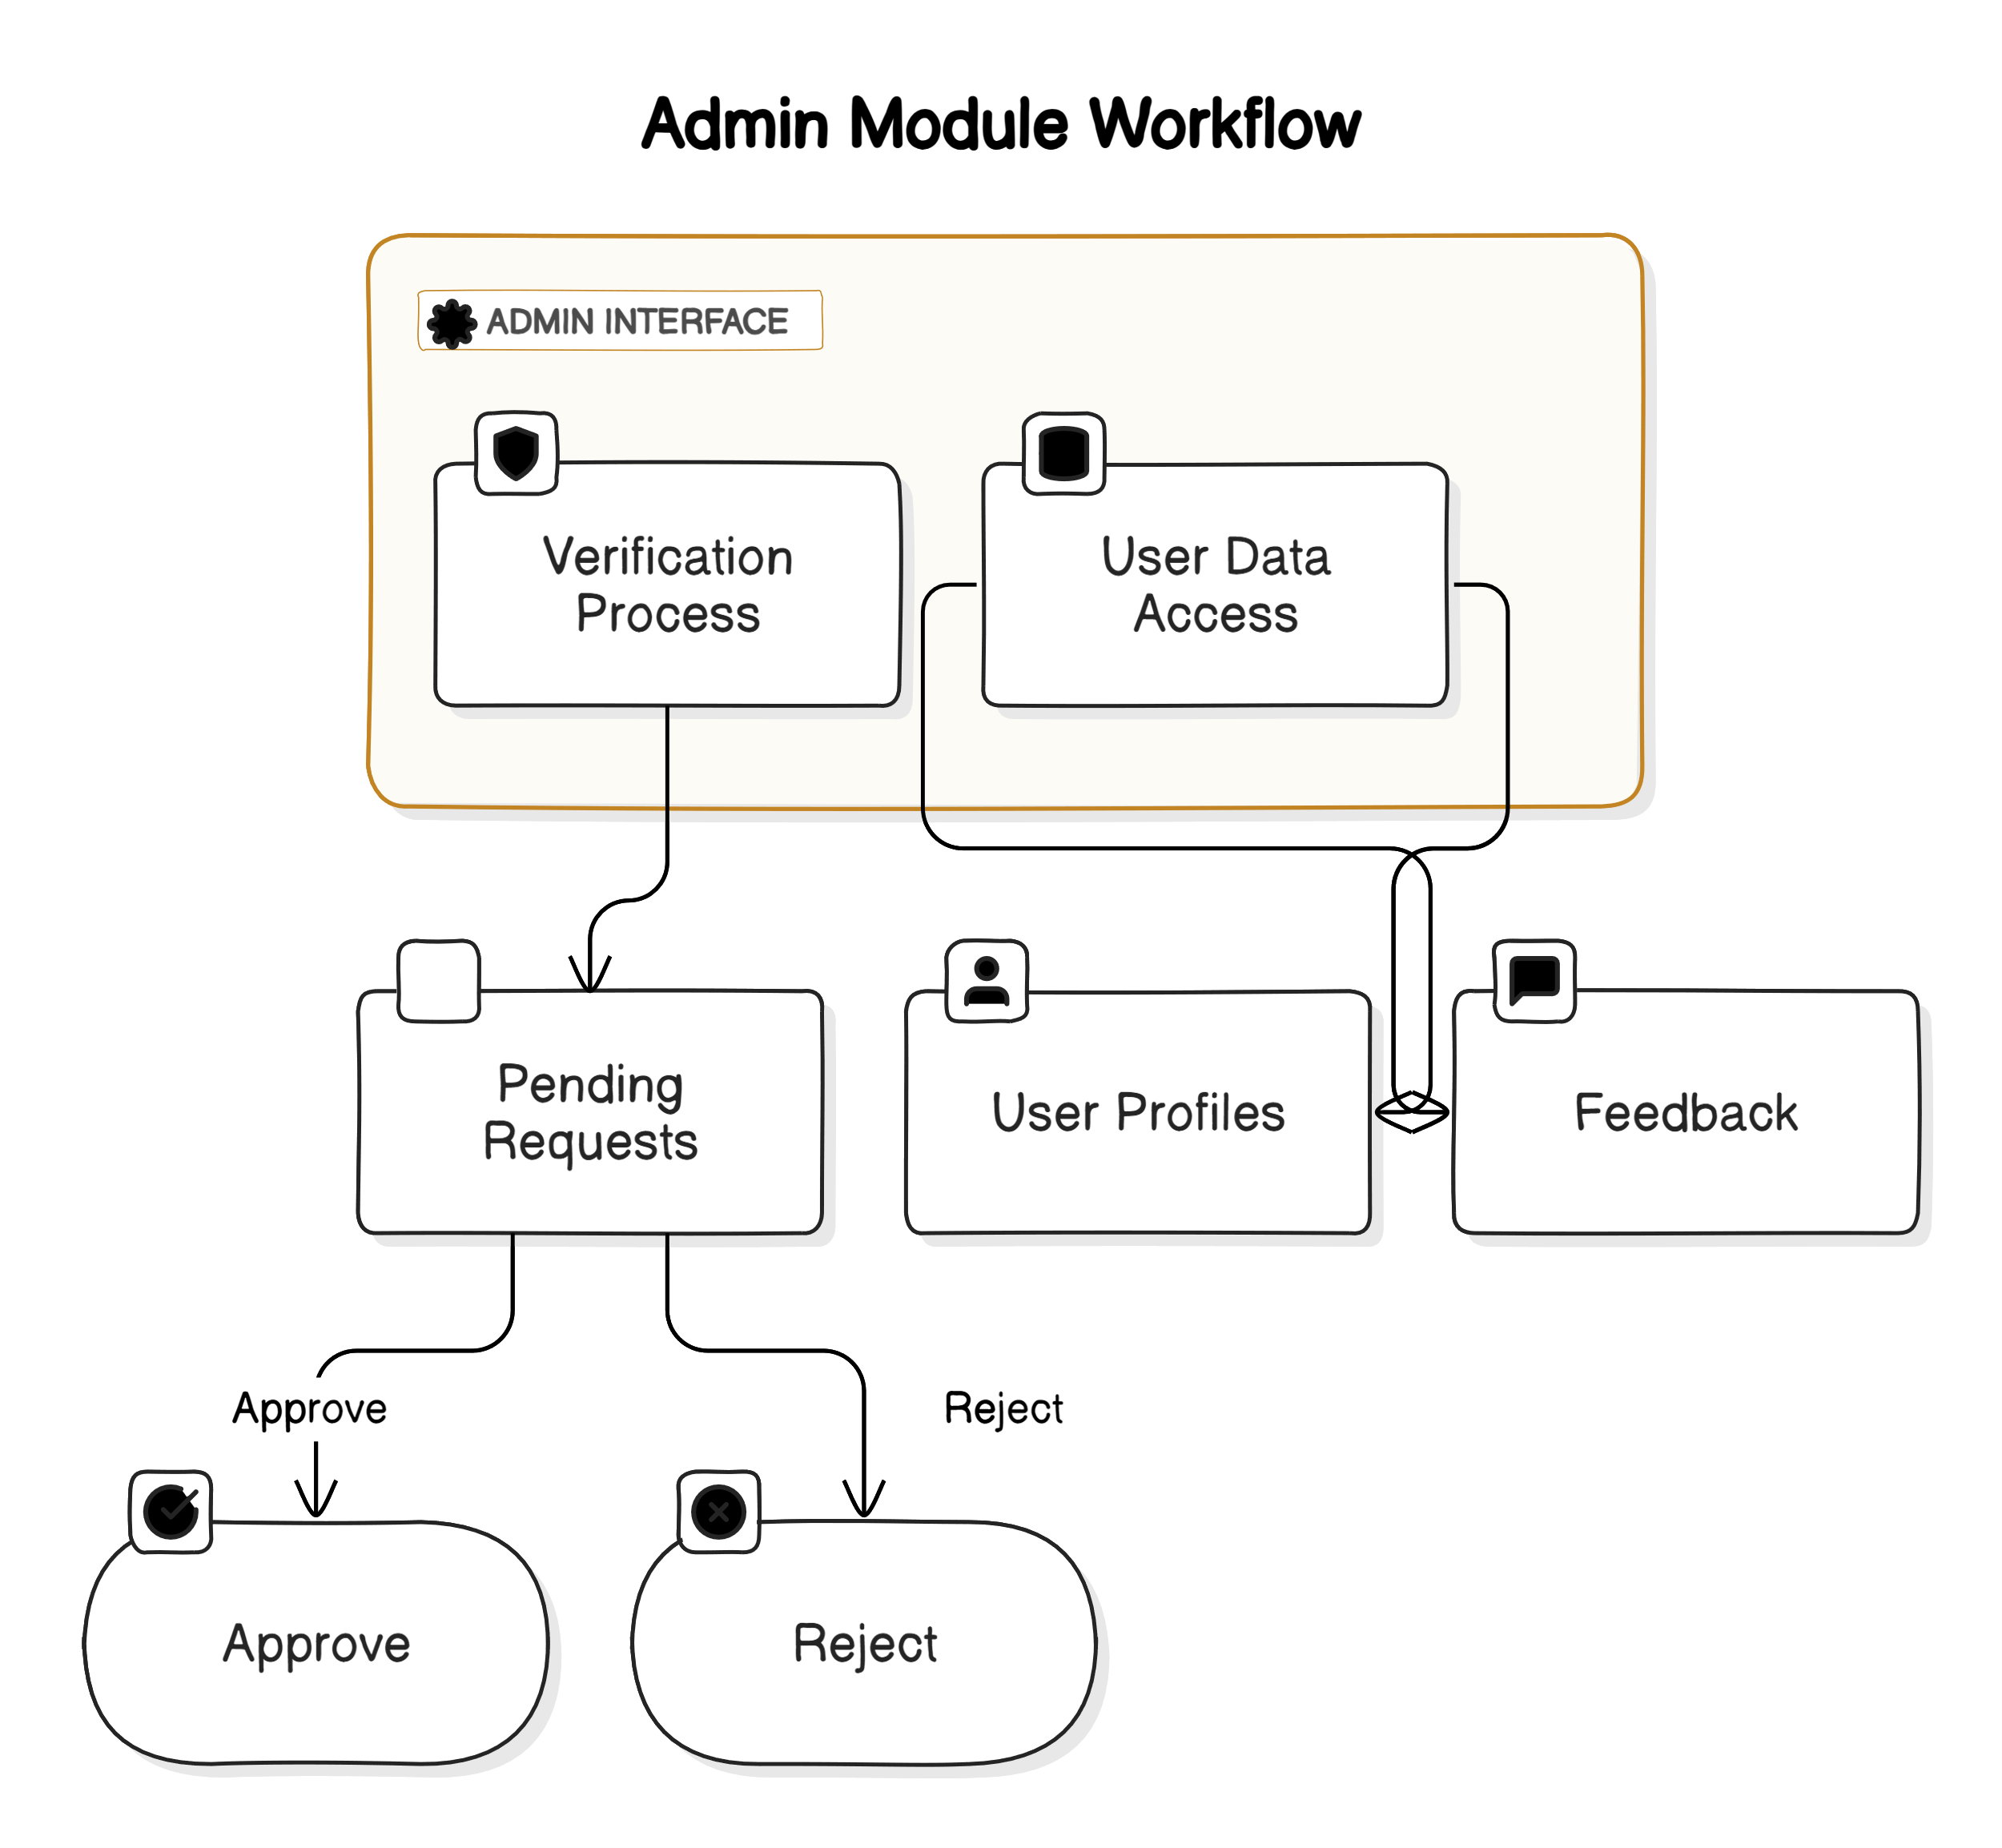 Admin Module Workflow
ADMIN INTERFACE
Verification
Process
User Data
Access
Pending
Requests
User Profiles
Feedback
Approve
Reject
Approve
Reject